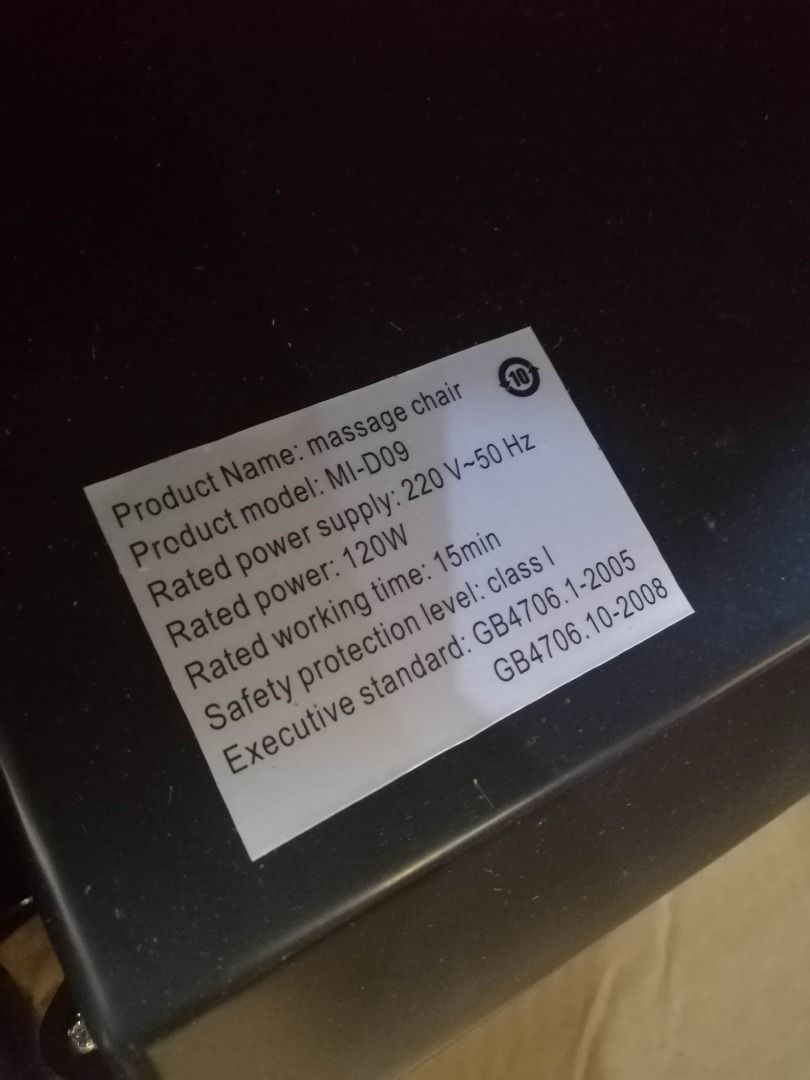 10
Product Name: massage chair
Product model: MI-D09
Rated power supply: 220 V~50 Hz
Rated power: 120W
Rated working time: 15min
Safety protection level: class I
Executive standard: GB4706.1-2005
GB4706.10-2008